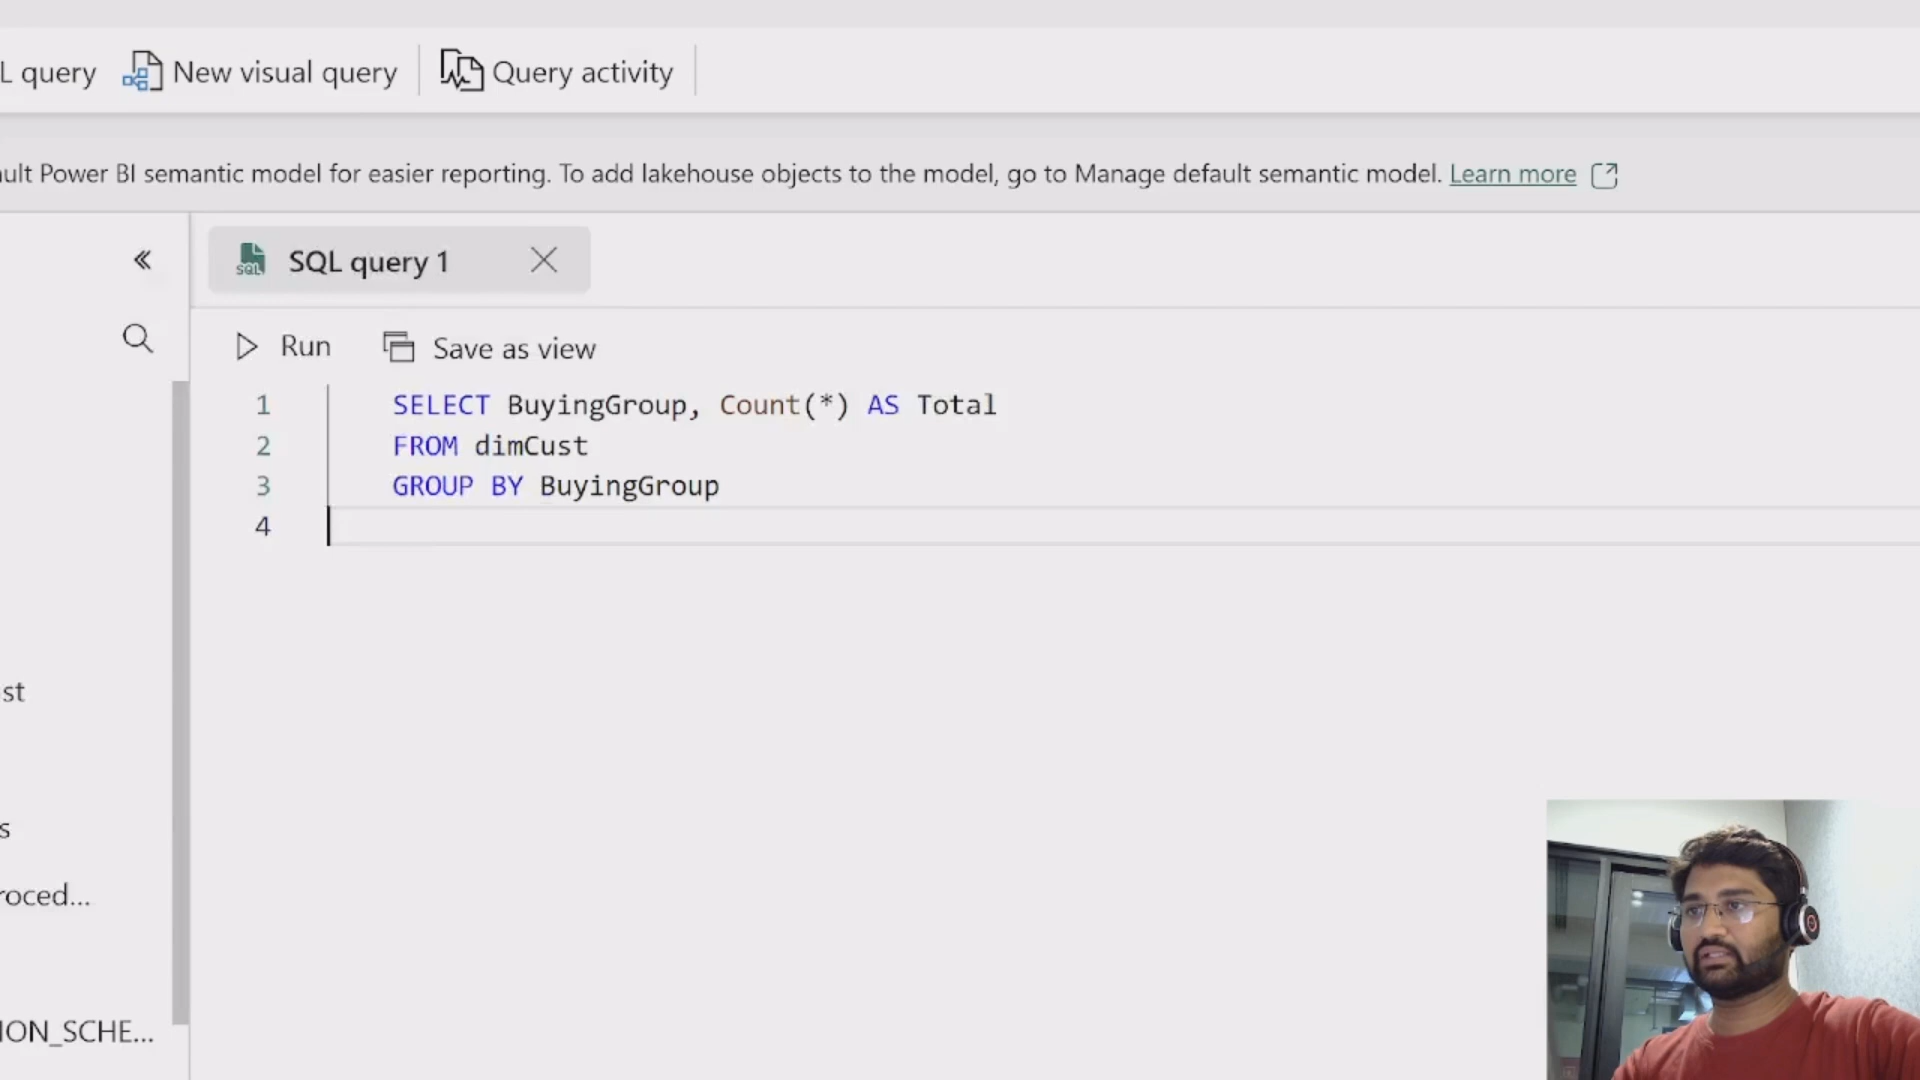 L query New visual query Query activity
ult Power BI semantic model for easier reporting. To add lakehouse objects to the model, go to Manage default semantic model. Learn more
SQL query 1
Run Save as view
1 SELECT BuyingGroup, Count(*) AS Total
2 FROM dimCust
3 GROUP BY BuyingGroup
4
st
s
roced...
ION_SCHE...